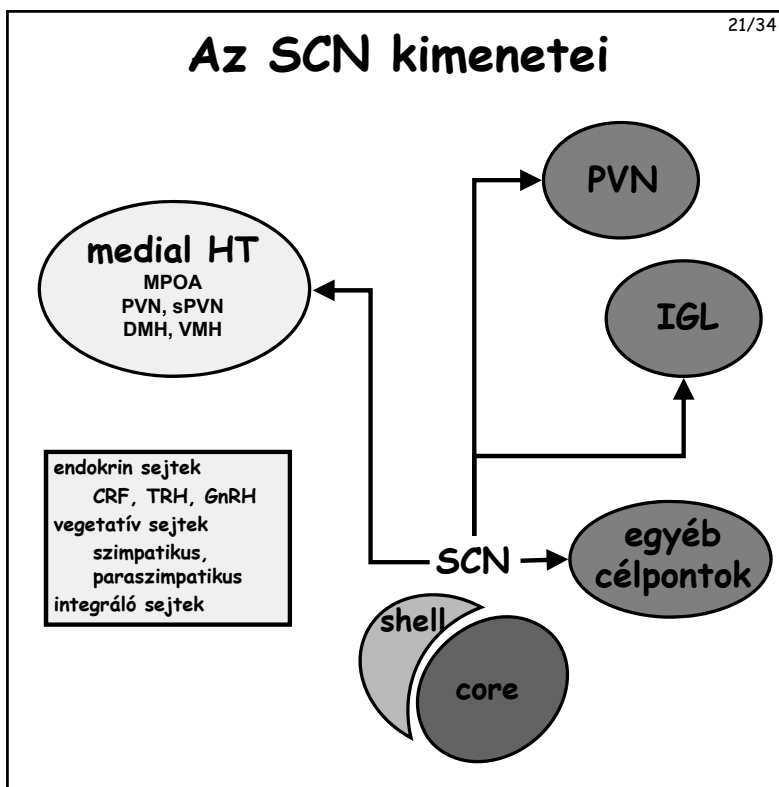 21/34
Az SCN kimenetei
PVN
medial HT
MPOA
PVN, sPVN
DMH, VMH
IGL
endokrin sejtek
CRF, TRH, GnRH
vegetatív sejtek
szimpatikus,
paraszimpatikus
integráló sejtek
SCN
egyéb
célpontok
shell
core